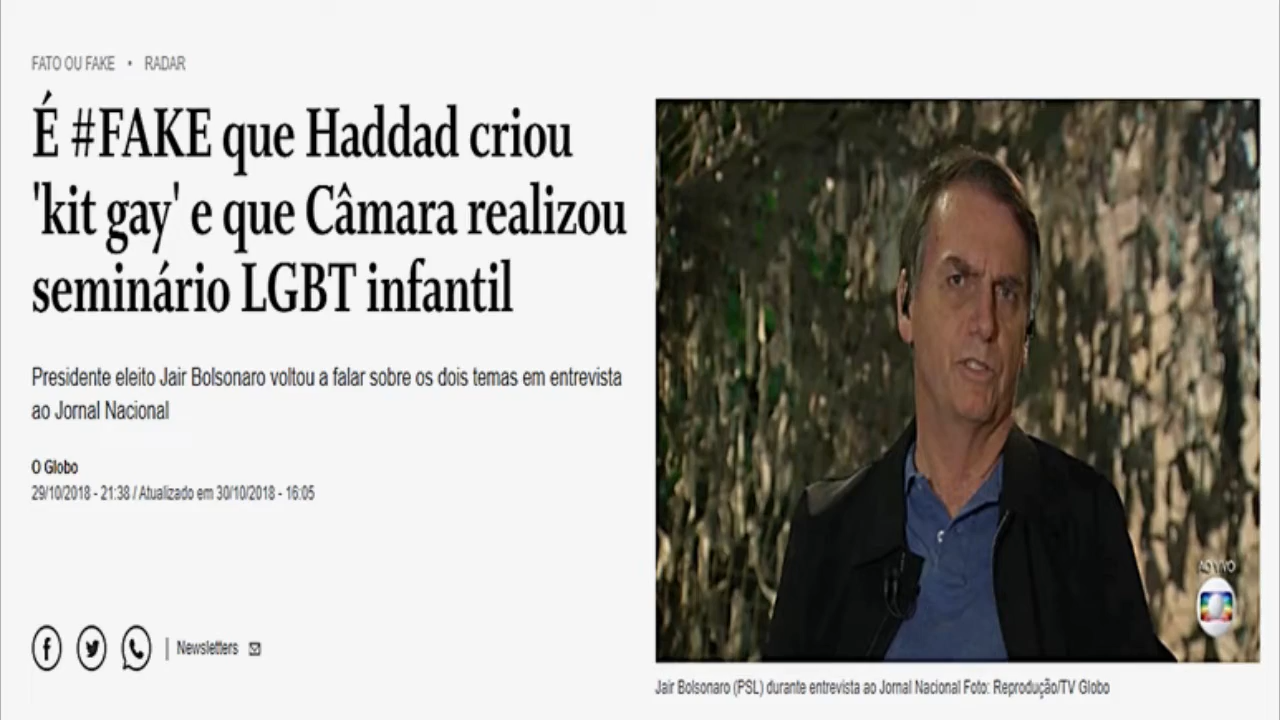 FATO OU FAKE • RADAR
É #FAKE que Haddad criou
'kit gay' e que Câmara realizou
seminário LGBT infantil
Presidente eleito Jair Bolsonaro voltou a falar sobre os dois temas em entrevista
ao Jornal Nacional
O Globo
29/10/2018 - 21:38 / Atualizado em 30/10/2018 - 16:05
Newsletters
AO VIVO
Jair Bolsonaro (PSL) durante entrevista ao Jornal Nacional Foto: Reprodução/TV Globo